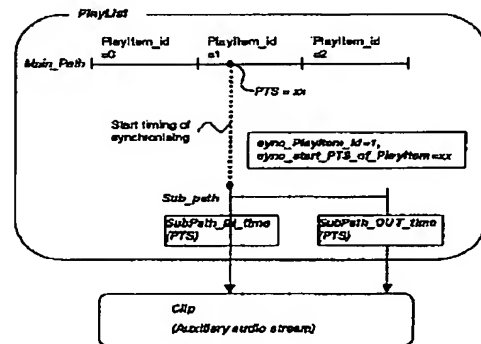 PlayList
PlayItem_id =0
PlayItem_id =1
PlayItem_id =2
Main_Path
PTS = xx
Start timing of
synchronising
sync_PlayItem_id=1,
sync_start_PTS_of_PlayItem=xx
Sub_path
SubPath_IN_time
(PTS)
SubPath_OUT_time
(PTS)
Clip
(Auxiliary audio stream)